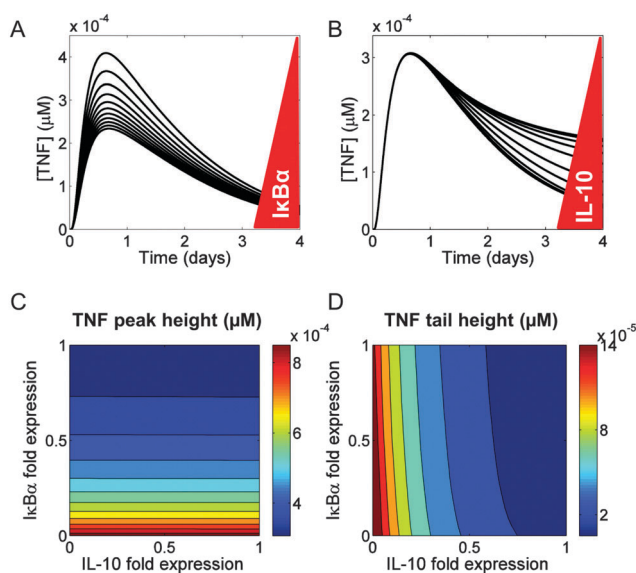 A
x 10⁻⁴
[TNF] (μM)
4
3
2
1
0
0 1 2 3 4
Time (days)
IκBα
B
x 10⁻⁴
[TNF] (μM)
3
2
1
0
0 1 2 3 4
Time (days)
IL-10
C
TNF peak height (μM)
x 10⁻⁴
IκBα fold expression
1
0.5
0
0 0.5 1
IL-10 fold expression
8
6
4
D
TNF tail height (μM)
x 10⁻⁵
IκBα fold expression
1
0.5
0
0 0.5 1
IL-10 fold expression
14
10
6
2